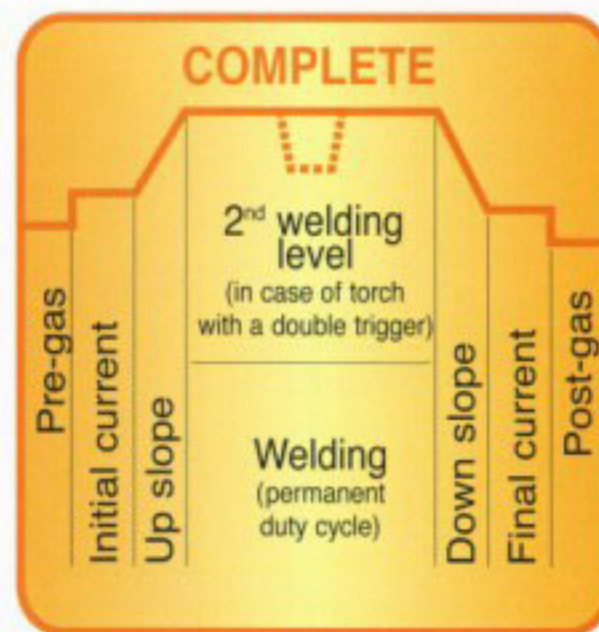 COMPLETE
2nd welding
level
(in case of torch
with a double trigger)
Welding
(permanent
duty cycle)
Pre-gas
Initial current
Up slope
Down slope
Final current
Post-gas